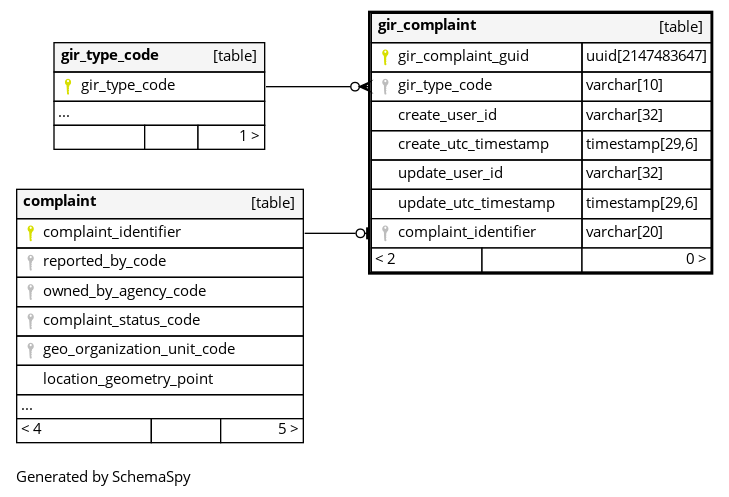 gir_type_code [table]
gir_type_code
...
1 >
gir_complaint [table]
gir_complaint_guid uuid[2147483647]
gir_type_code varchar[10]
create_user_id varchar[32]
create_utc_timestamp timestamp[29,6]
update_user_id varchar[32]
update_utc_timestamp timestamp[29,6]
complaint_identifier varchar[20]
< 2 0 >
complaint [table]
complaint_identifier
reported_by_code
owned_by_agency_code
complaint_status_code
geo_organization_unit_code
location_geometry_point
...
< 4 5 >
Generated by SchemaSpy